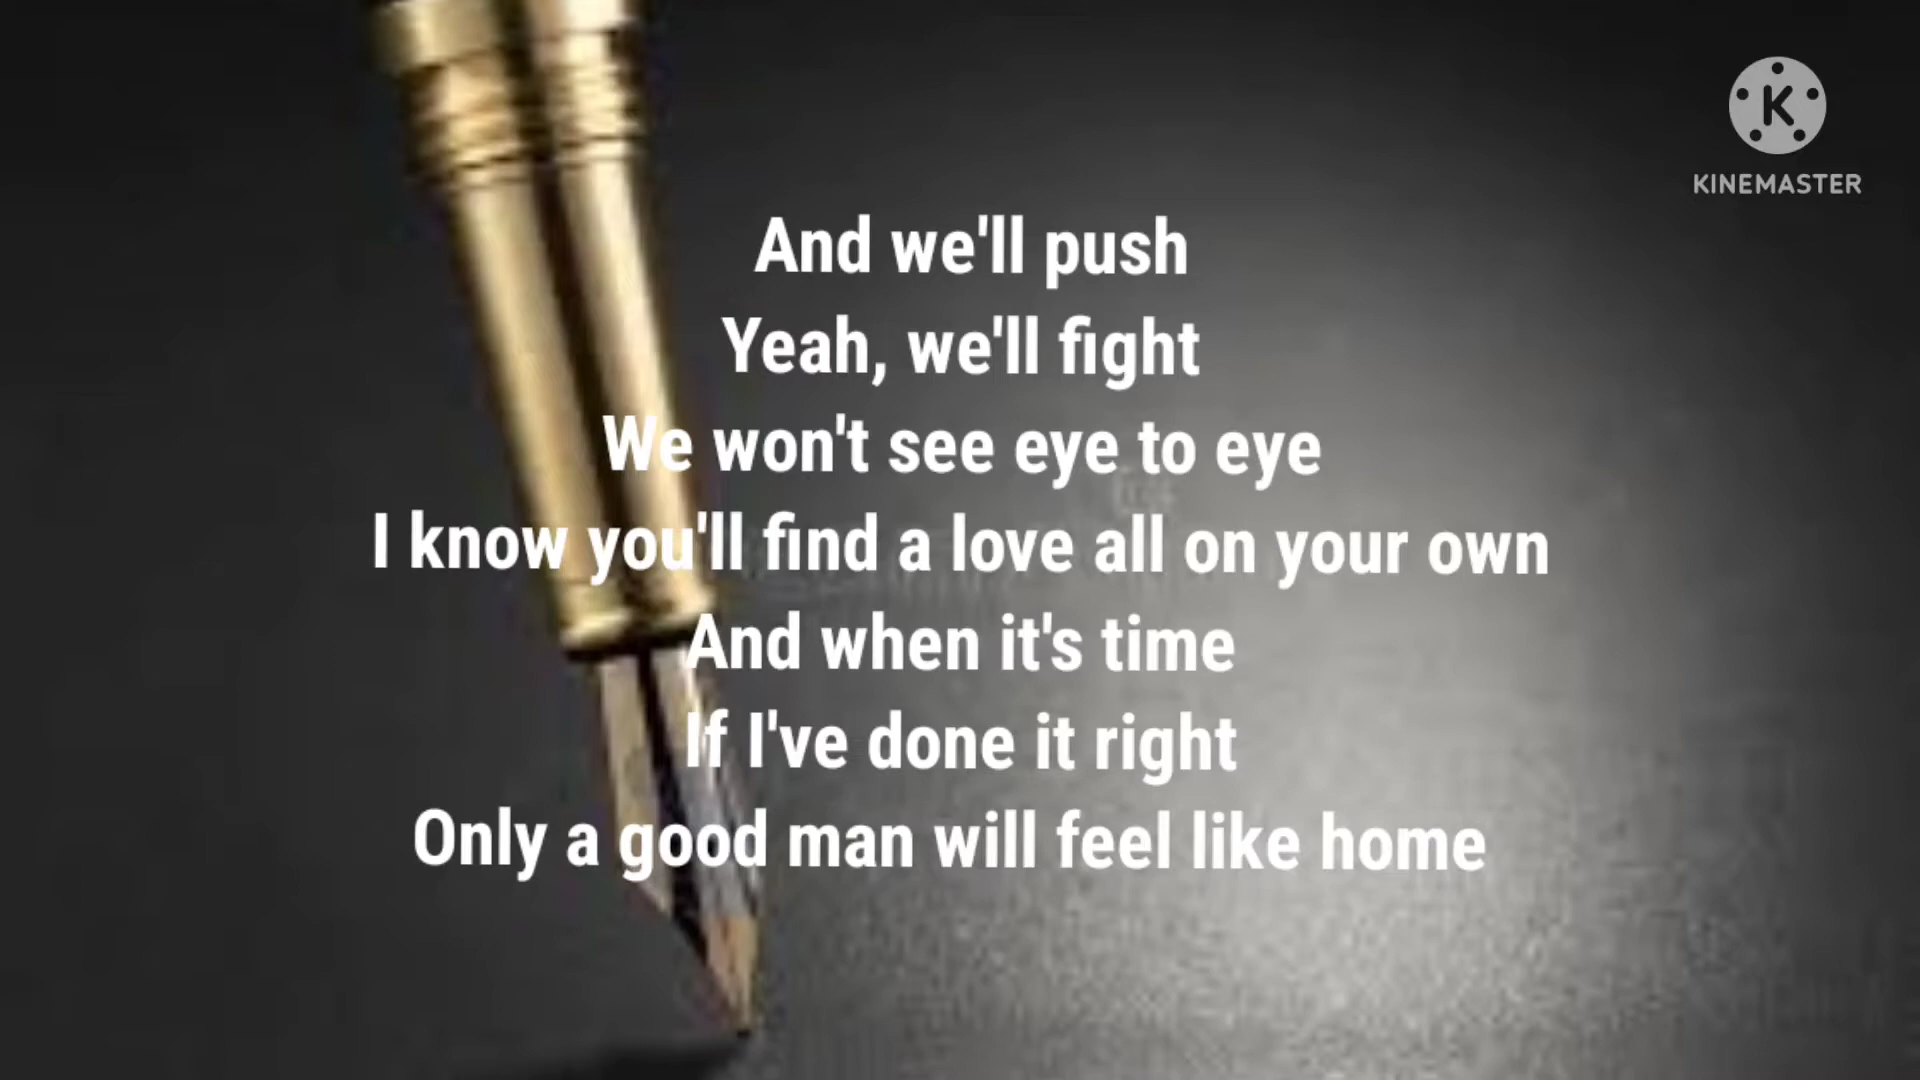 K
KINEMASTER
And we'll push
Yeah, we'll fight
We won't see eye to eye
I know you'll find a love all on your own
And when it's time
If I've done it right
Only a good man will feel like home